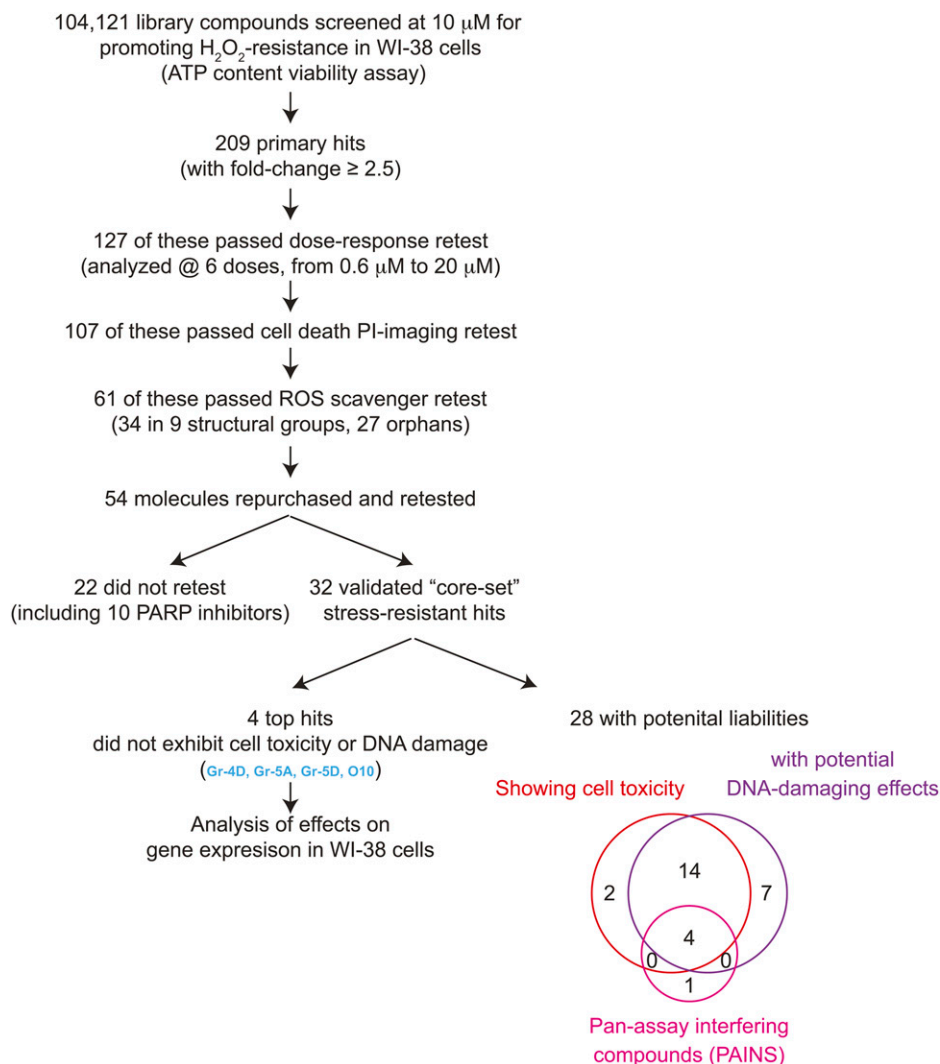 104,121 library compounds screened at 10 μM for
promoting H₂O₂-resistance in WI-38 cells
(ATP content viability assay)
209 primary hits
(with fold-change ≥ 2.5)
127 of these passed dose-response retest
(analyzed @ 6 doses, from 0.6 μM to 20 μM)
107 of these passed cell death PI-imaging retest
61 of these passed ROS scavenger retest
(34 in 9 structural groups, 27 orphans)
54 molecules repurchased and retested
22 did not retest
(including 10 PARP inhibitors)
32 validated “core-set”
stress-resistant hits
4 top hits
did not exhibit cell toxicity or DNA damage
(Gr-4D, Gr-5A, Gr-5D, O10)
Analysis of effects on
gene expresison in WI-38 cells
28 with potenital liabilities
Showing cell toxicity
with potential
DNA-damaging effects
2
14
7
4
0
0
1
Pan-assay interfering
compounds (PAINS)